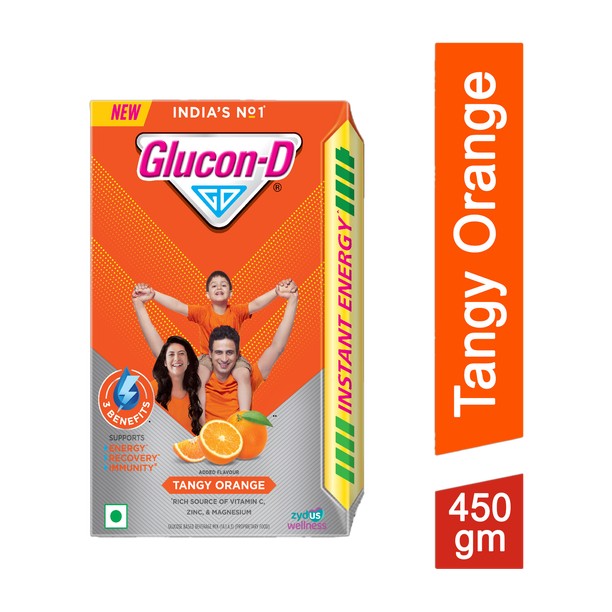 NEW
INDIA'S Nº1*
Glucon-D
GD
®
INSTANT ENERGY*
3 BENEFITS
SUPPORTS
ENERGY*
RECOVERY*
IMMUNITY*
ADDED FLAVOUR
TANGY ORANGE
*RICH SOURCE OF VITAMIN C,
ZINC, & MAGNESIUM
zydus
wellness
Tangy Orange
450
gm